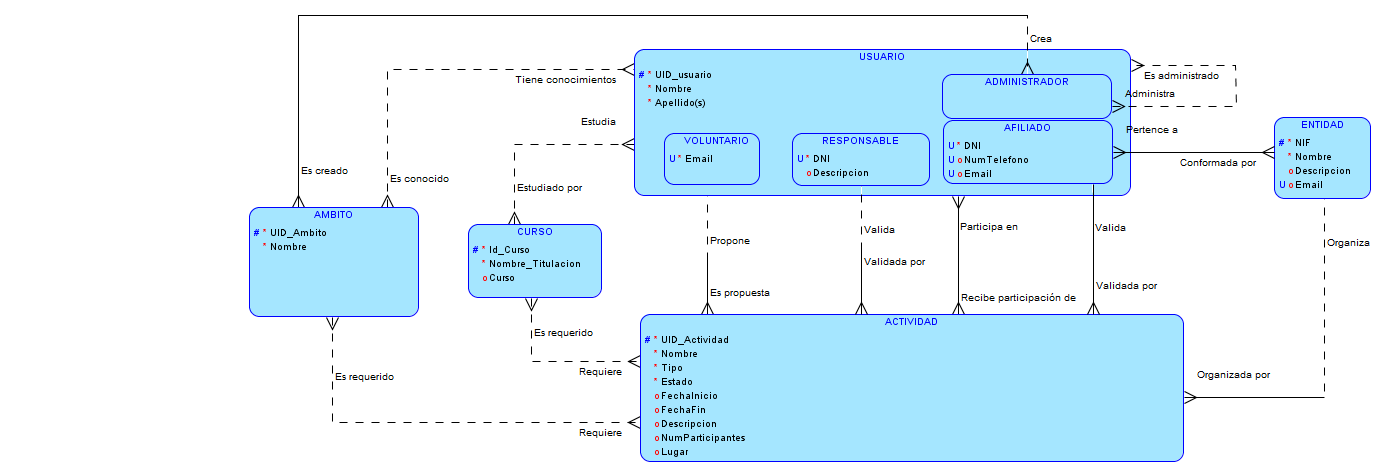 Crea
USUARIO
# * UID_usuario
* Nombre
* Apellido(s)
ADMINISTRADOR
Es administrado
Administra
Tiene conocimientos
Estudia
VOLUNTARIO
U * Email
RESPONSABLE
U * DNI
o Descripcion
AFILIADO
U * DNI
U o NumTelefono
U o Email
Pertence a
Conformada por
ENTIDAD
# * NIF
* Nombre
o Descripcion
U o Email
Es creado
Es conocido
Estudiado por
AMBITO
# * UID_Ambito
* Nombre
CURSO
# * Id_Curso
* Nombre_Titulacion
o Curso
Propone
Valida
Participa en
Valida
Organiza
Validada por
Es propuesta
Recibe participación de
Validada por
Es requerido
Requiere
Es requerido
Requiere
ACTIVIDAD
# * UID_Actividad
* Nombre
* Tipo
* Estado
o FechaInicio
o FechaFin
o Descripcion
o NumParticipantes
o Lugar
Organizada por